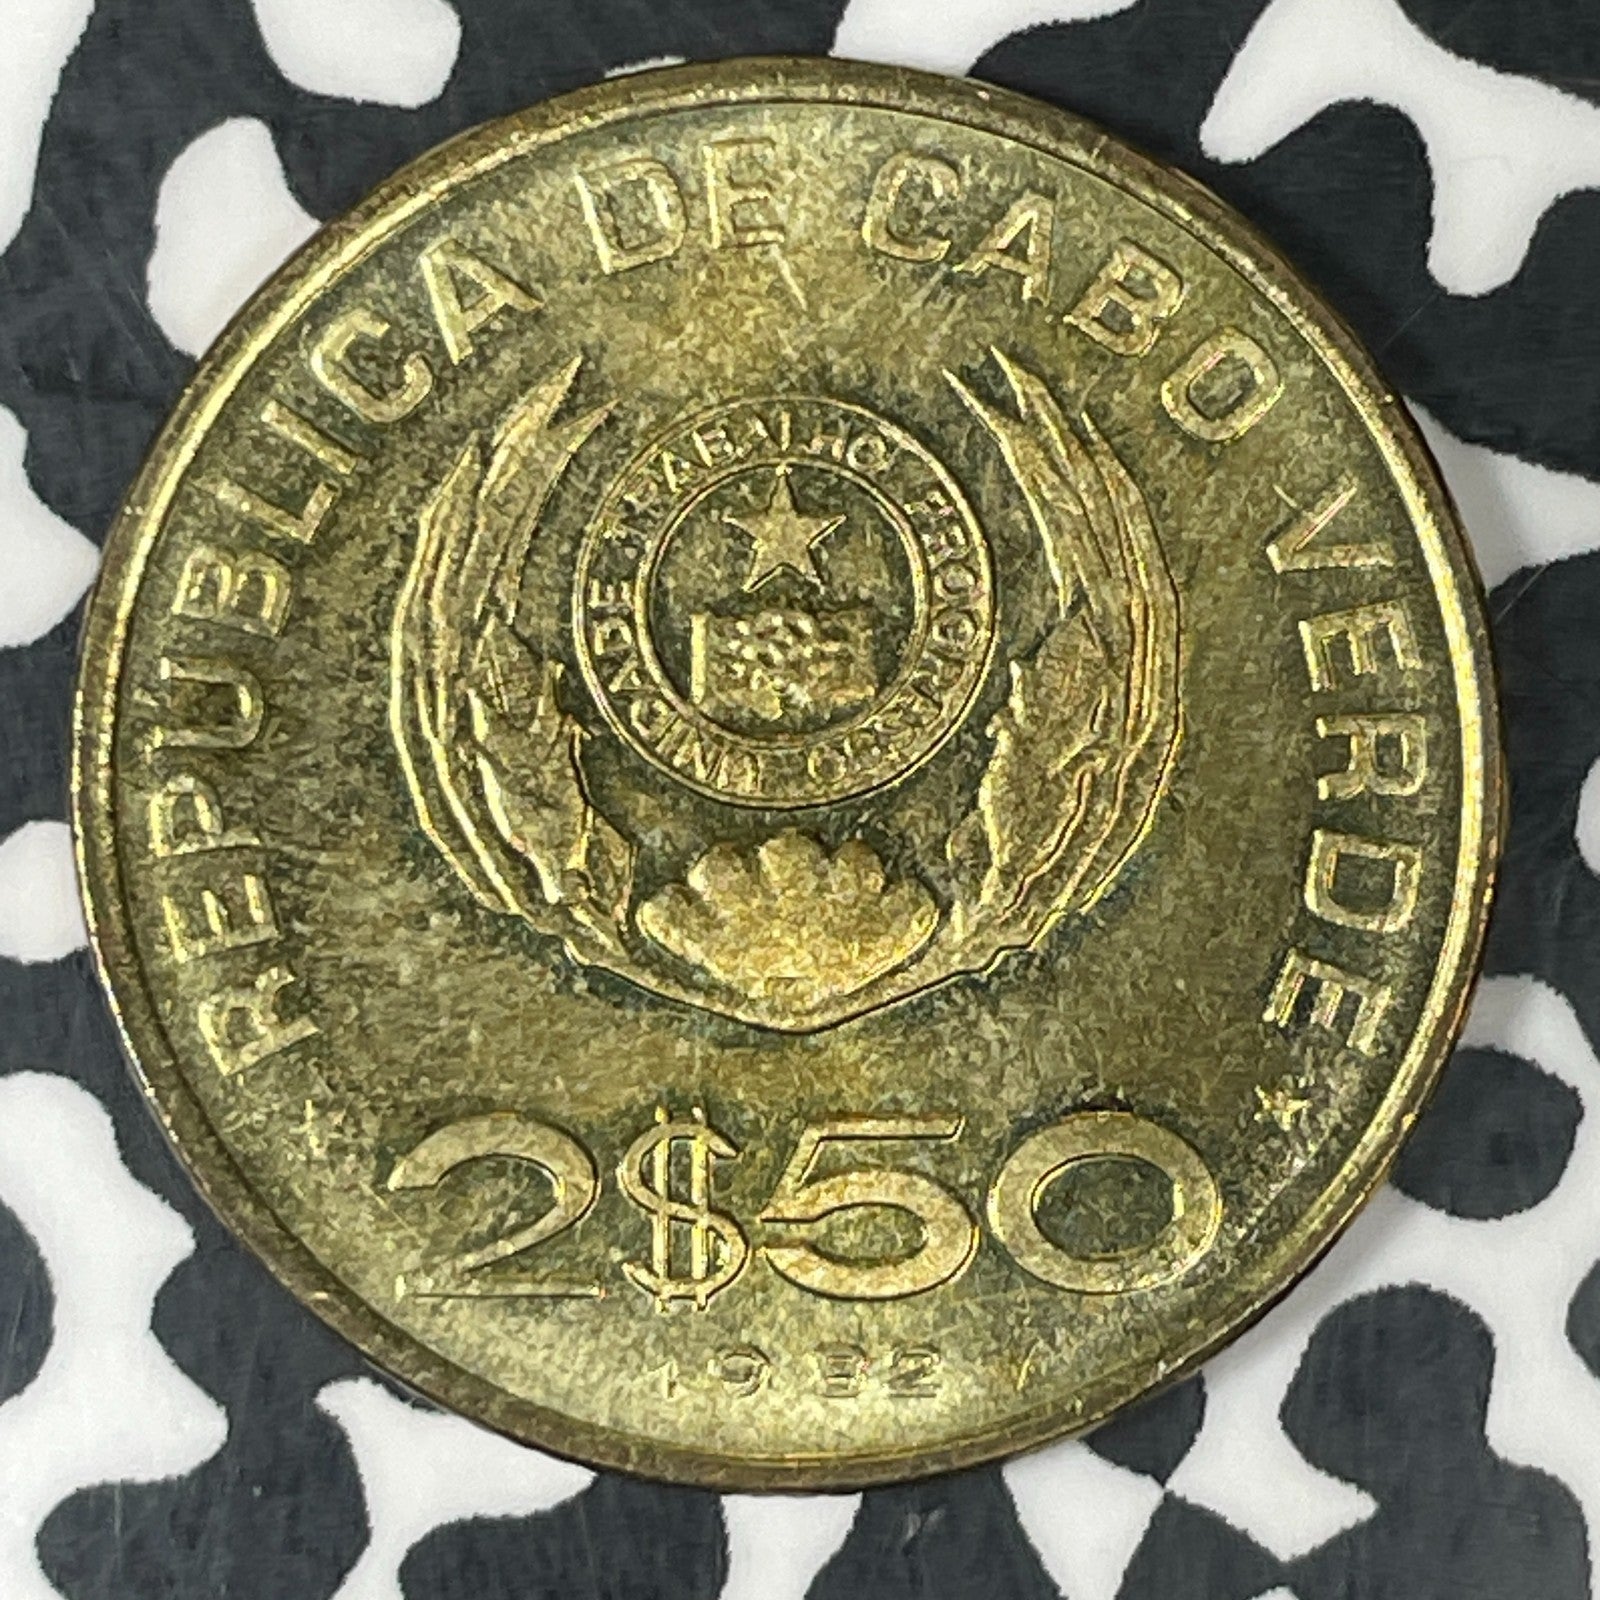 REPUBLICA DE CABO VERDE
UNIDADE TRABALHO PROGRESSO
2$50
1982